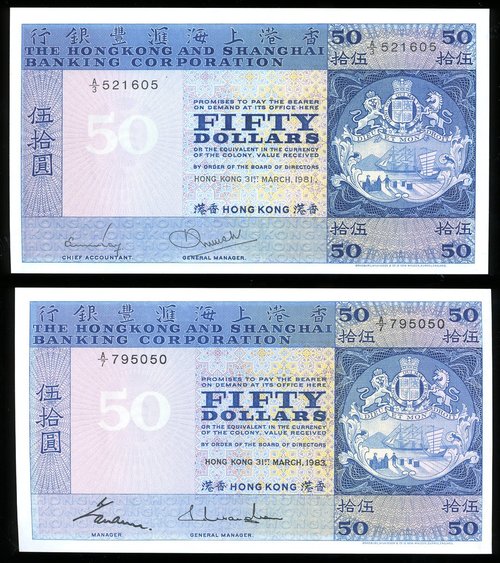 行銀豐滙海上港香
THE HONGKONG AND SHANGHAI
BANKING CORPORATION
50 50
拾伍 拾伍
A/3 521605
A/3 521605
50
伍拾圓
PROMISES TO PAY THE BEARER
ON DEMAND AT ITS OFFICE HERE
FIFTY
DOLLARS
OR THE EQUIVALENT IN THE CURRENCY
OF THE COLONY, VALUE RECEIVED
BY ORDER OF THE BOARD OF DIRECTORS
HONG KONG 31ST MARCH, 1981.
港香 HONG KONG 港香
DIEU ET MON DROIT
拾伍 拾伍
50 50
CHIEF ACCOUNTANT.
GENERAL MANAGER.
行銀豐滙海上港香
THE HONGKONG AND SHANGHAI
BANKING CORPORATION
50 50
拾伍 拾伍
A/7 795050
A/7 795050
50
伍拾圓
PROMISES TO PAY THE BEARER
ON DEMAND AT ITS OFFICE HERE
FIFTY
DOLLARS
OR THE EQUIVALENT IN THE CURRENCY
OF THE COLONY, VALUE RECEIVED
BY ORDER OF THE BOARD OF DIRECTORS
HONG KONG 31ST MARCH, 1983.
港香 HONG KONG 港香
DIEU ET MON DROIT
拾伍 拾伍
50 50
MANAGER.
GENERAL MANAGER.